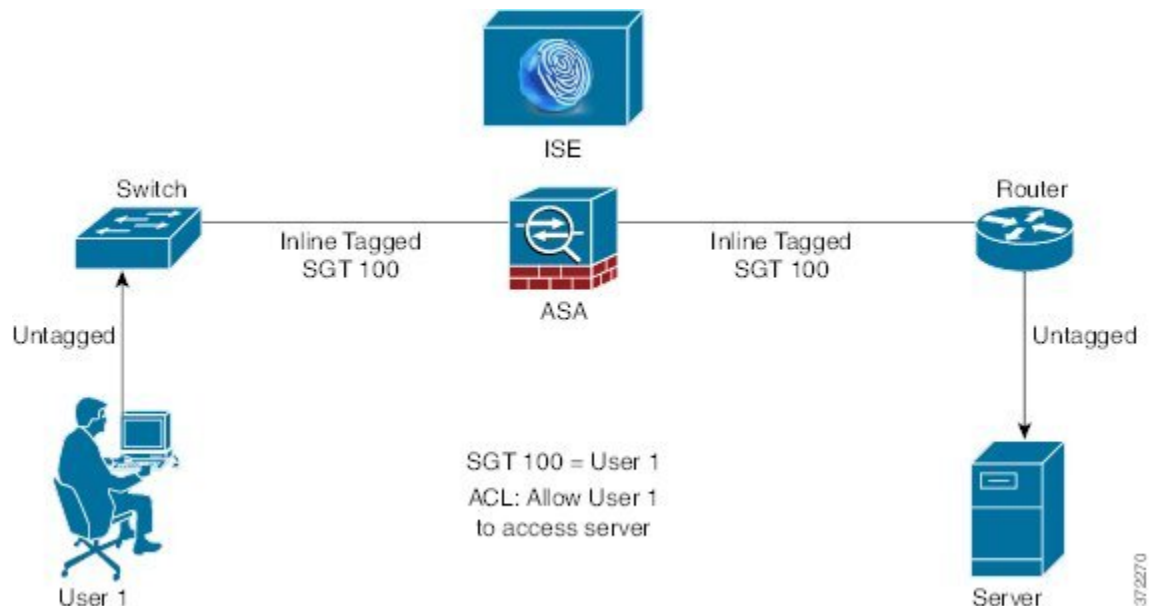 ISE
Switch
Router
Inline Tagged
SGT 100
Inline Tagged
SGT 100
ASA
Untagged
Untagged
SGT 100 = User 1
ACL: Allow User 1
to access server
User 1
Server
372270